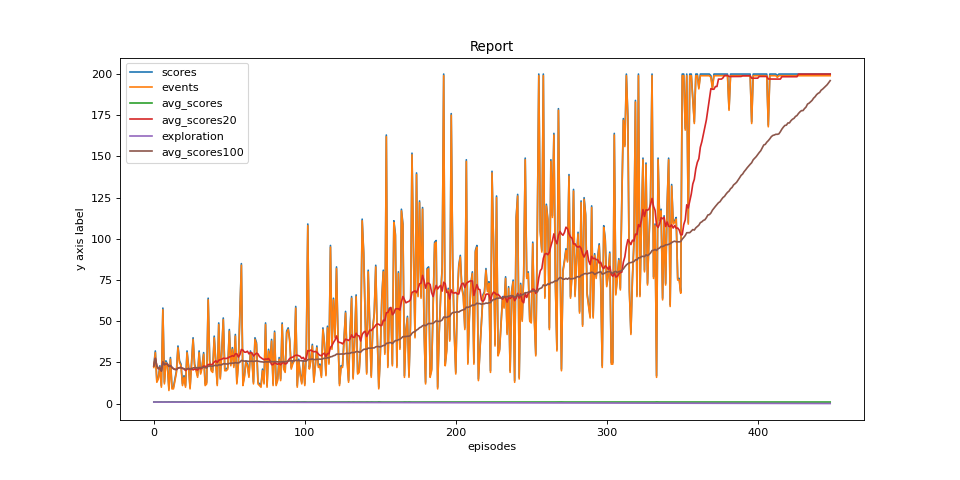 Report
scores
events
avg_scores
avg_scores20
exploration
avg_scores100
200
175
150
125
100
75
50
25
0
y axis label
0 100 200 300 400
episodes